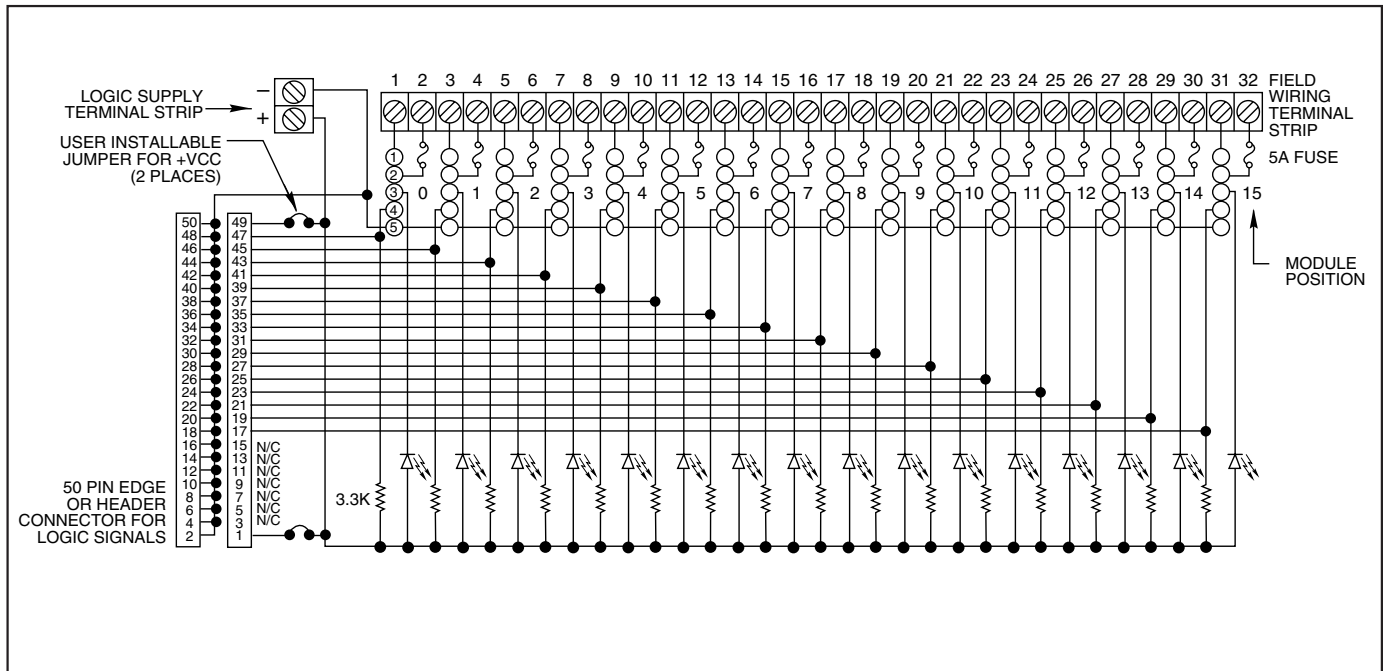 1 2 3 4 5 6 7 8 9 10 11 12 13 14 15 16 17 18 19 20 21 22 23 24 25 26 27 28 29 30 31 32
FIELD
WIRING
TERMINAL
STRIP
LOGIC SUPPLY
TERMINAL STRIP
−
+
USER INSTALLABLE
JUMPER FOR +VCC
(2 PLACES)
5A FUSE
1
2
3
4
5
0 1 2 3 4 5 6 7 8 9 10 11 12 13 14 15
MODULE
POSITION
50 49
48 47
46 45
44 43
42 41
40 39
38 37
36 35
34 33
32 31
30 29
28 27
26 25
24 23
22 21
20 19
18 17
16 15 N/C
14 13 N/C
12 11 N/C
10 9 N/C
8 7 N/C
6 5 N/C
4 3 N/C
2 1
3.3K
50 PIN EDGE
OR HEADER
CONNECTOR FOR
LOGIC SIGNALS